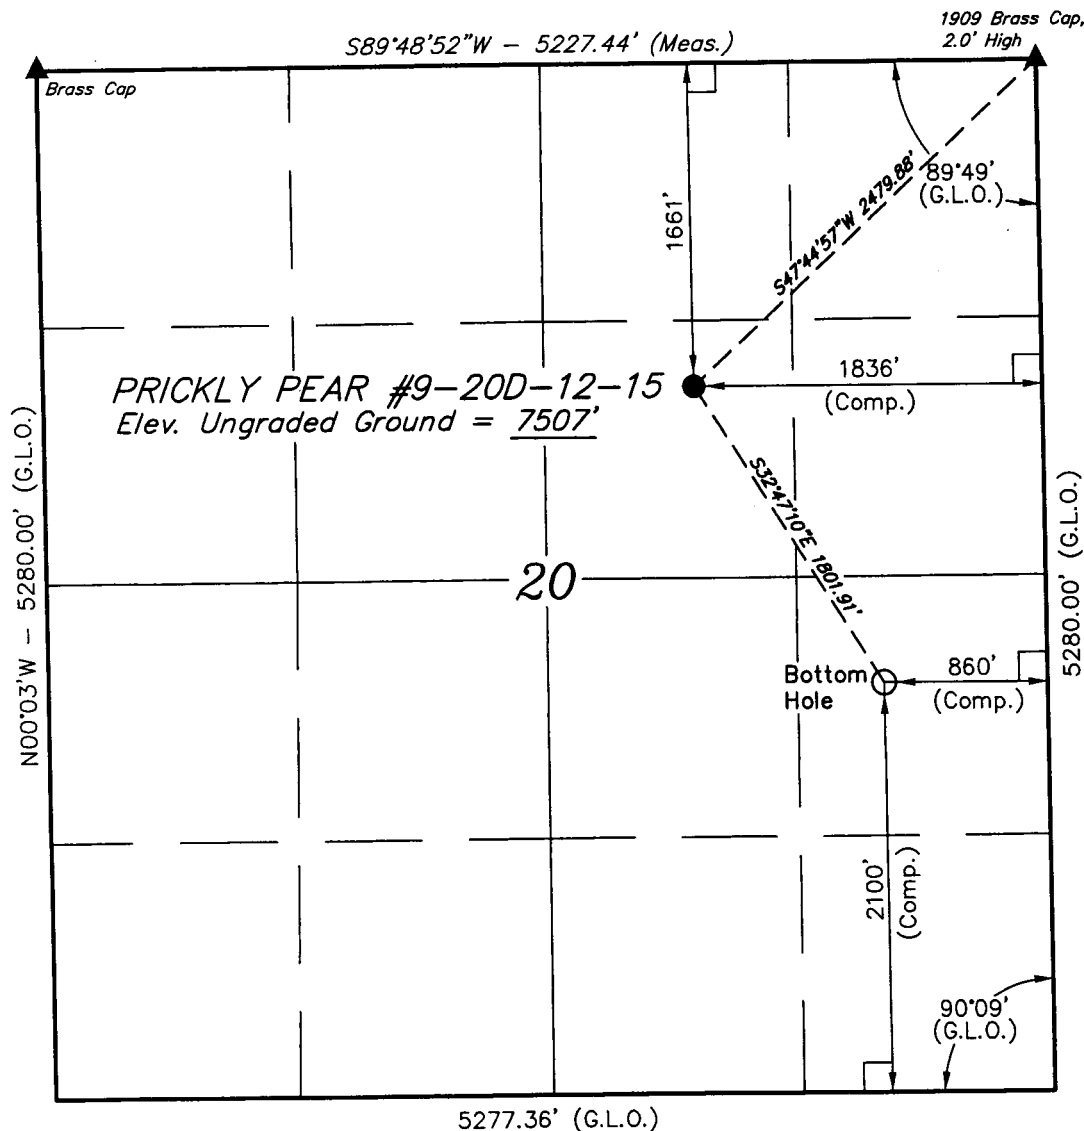 1909 Brass Cap,
2.0' High
S89°48'52"W - 5227.44' (Meas.)
Brass Cap
89°49'
(G.L.O.)
1661'
S47°44'57"W 2479.88'
PRICKLY PEAR #9-20D-12-15
Elev. Ungraded Ground = 7507'
1836'
(Comp.)
N00°03'W - 5280.00' (G.L.O.)
5280.00' (G.L.O.)
S32°47'10"E 1801.91'
20
Bottom
Hole
860'
(Comp.)
2100'
(Comp.)
90°09'
(G.L.O.)
5277.36' (G.L.O.)